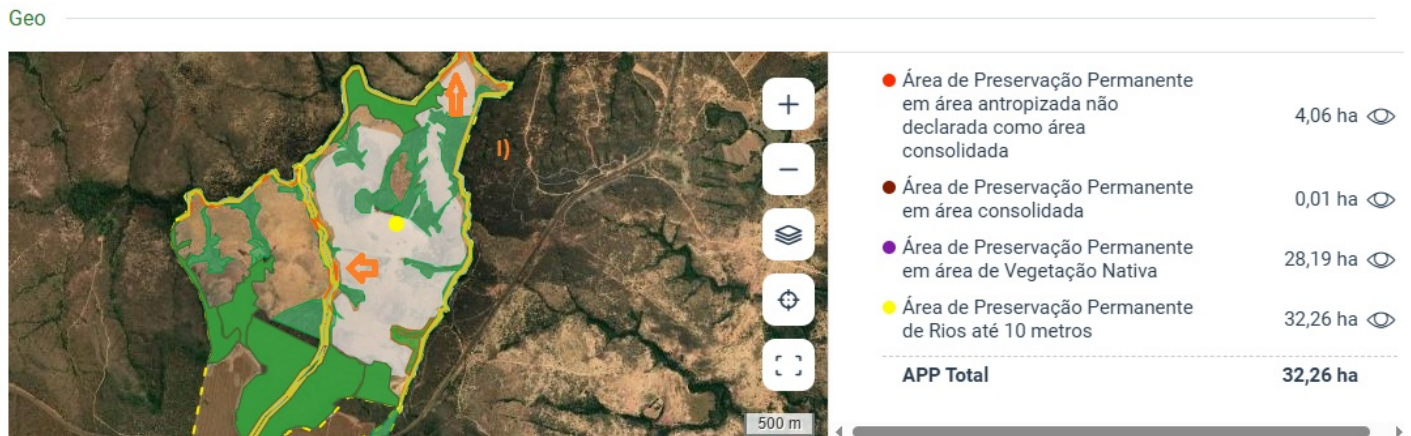 Geo
I)
500 m
Área de Preservação Permanente
em área antropizada não
declarada como área
consolidada
4,06 ha
Área de Preservação Permanente
em área consolidada
0,01 ha
Área de Preservação Permanente
em área de Vegetação Nativa
28,19 ha
Área de Preservação Permanente
de Rios até 10 metros
32,26 ha
APP Total
32,26 ha